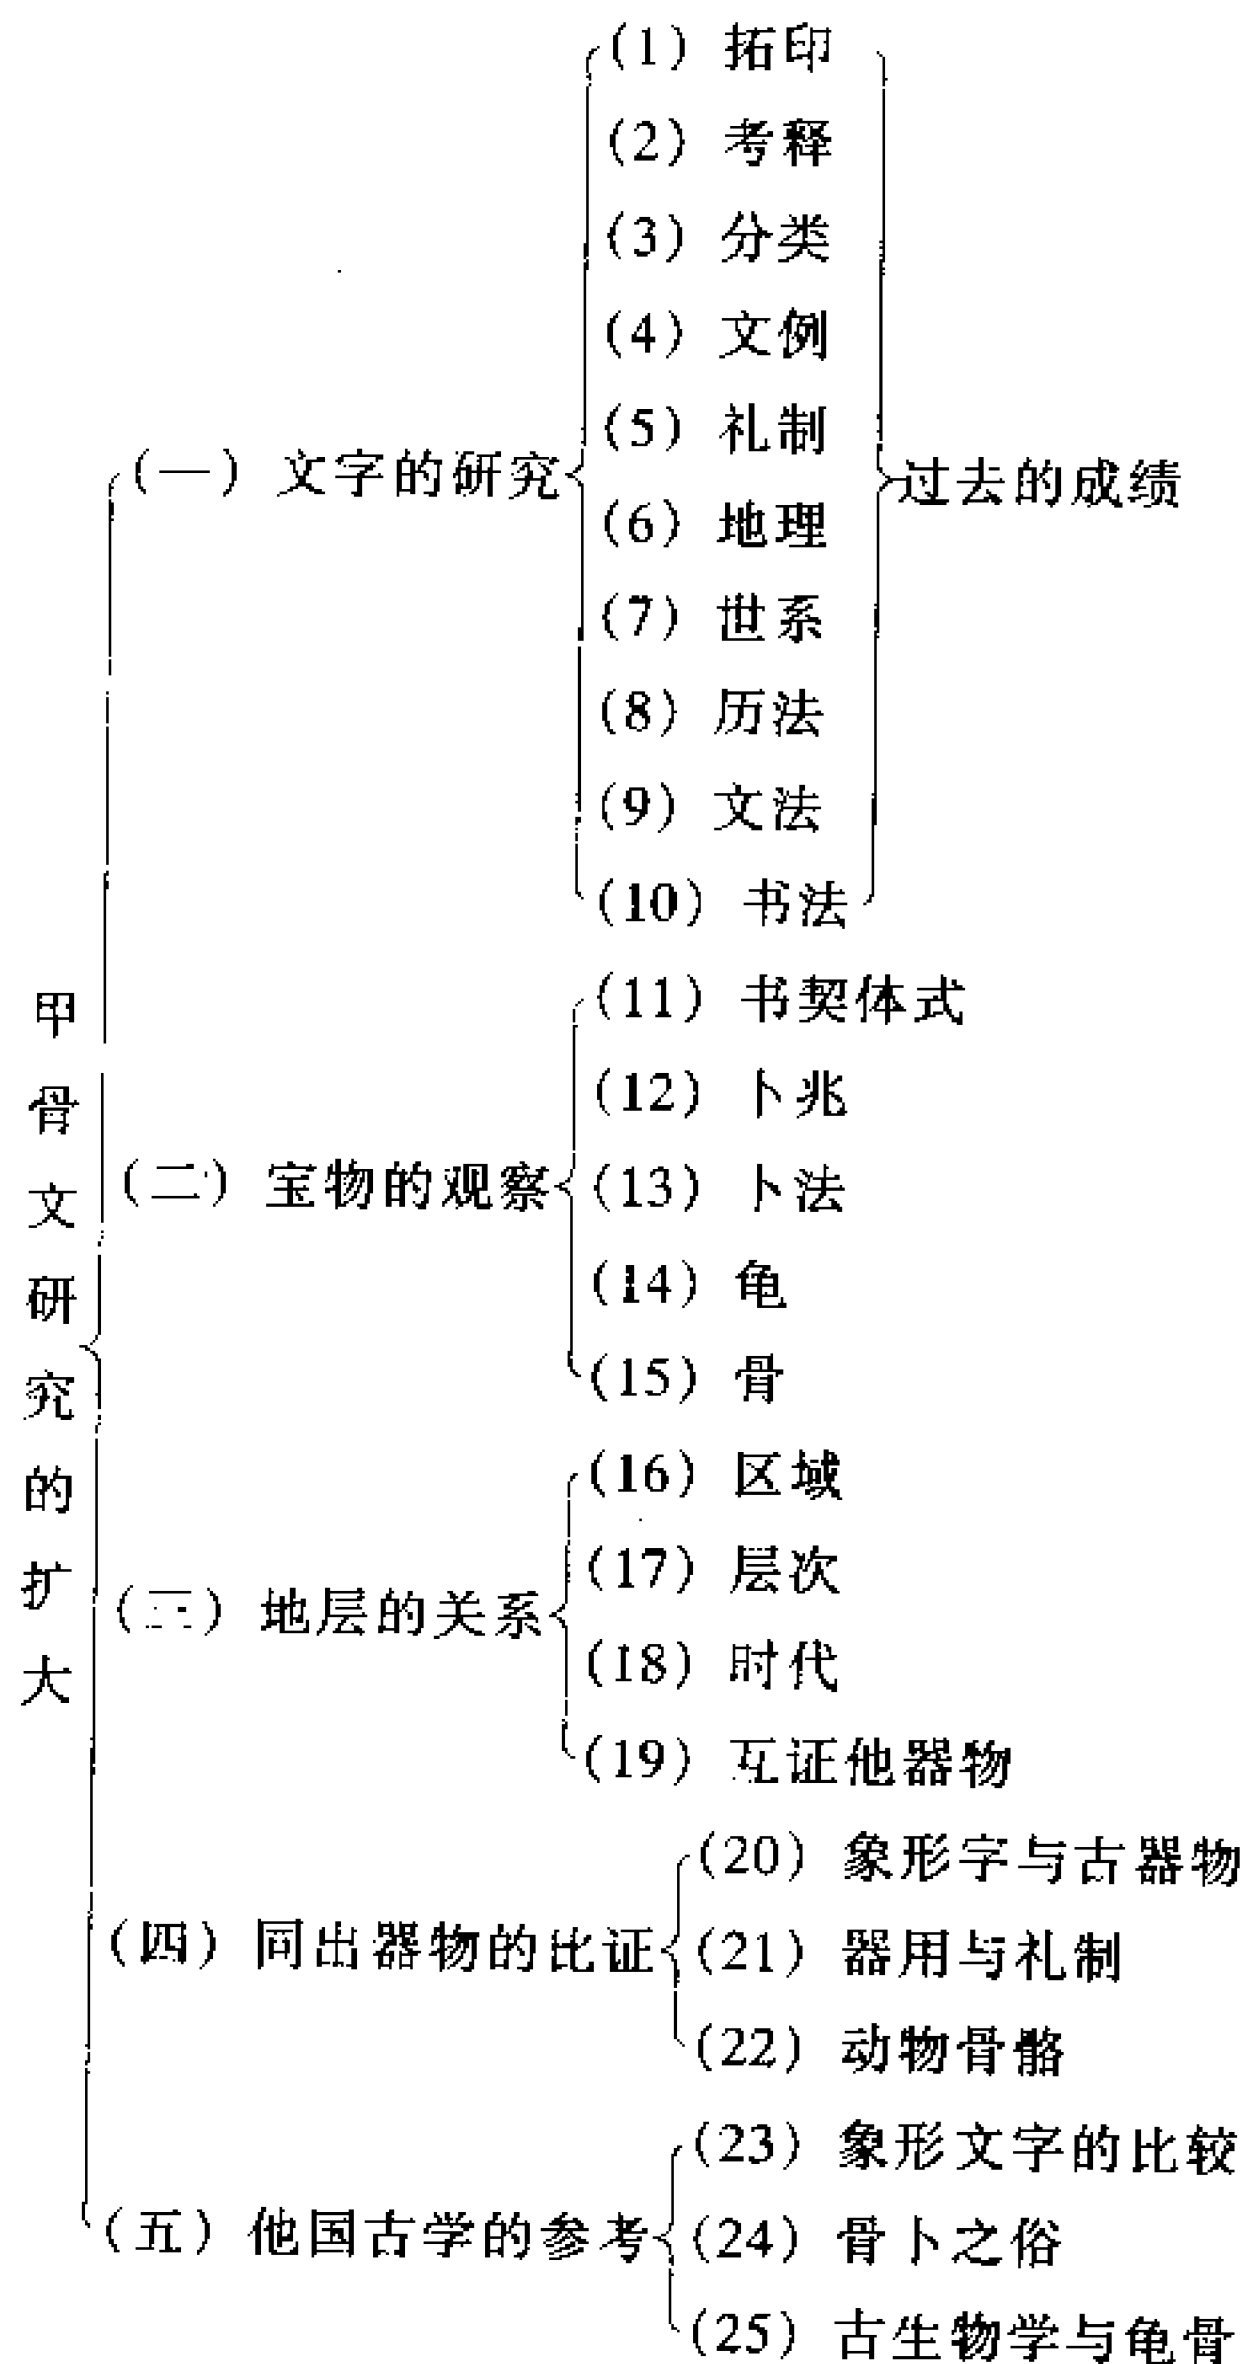 甲骨文研究的扩大
(一) 文字的研究
(1) 拓印
(2) 考释
(3) 分类
(4) 文例
(5) 礼制
(6) 地理
(7) 世系
(8) 历法
(9) 文法
(10) 书法
过去的成绩
(二) 宝物的观察
(11) 书契体式
(12) 卜兆
(13) 卜法
(14) 龟
(15) 骨
(三) 地层的关系
(16) 区域
(17) 层次
(18) 时代
(19) 互证他器物
(四) 同出器物的比证
(20) 象形字与古器物
(21) 器用与礼制
(22) 动物骨骼
(五) 他国古学的参考
(23) 象形文字的比较
(24) 骨卜之俗
(25) 古生物学与龟骨